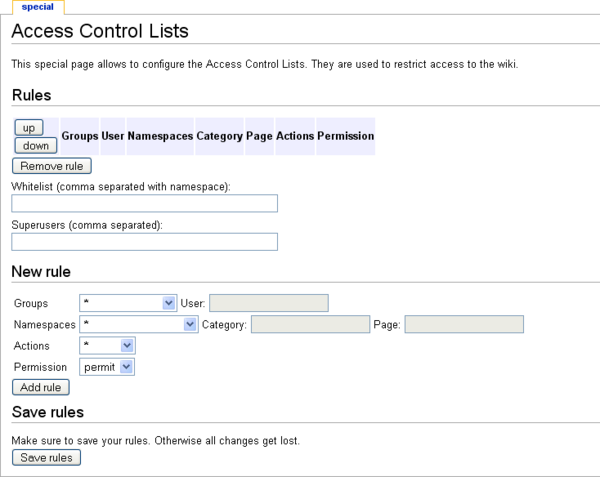 special
Access Control Lists
This special page allows to configure the Access Control Lists. They are used to restrict access to the wiki.
Rules
up
down
Groups User Namespaces Category Page Actions Permission
Remove rule
Whitelist (comma separated with namespace):
Superusers (comma separated):
New rule
Groups * User:
Namespaces * Category: Page:
Actions *
Permission permit
Add rule
Save rules
Make sure to save your rules. Otherwise all changes get lost.
Save rules